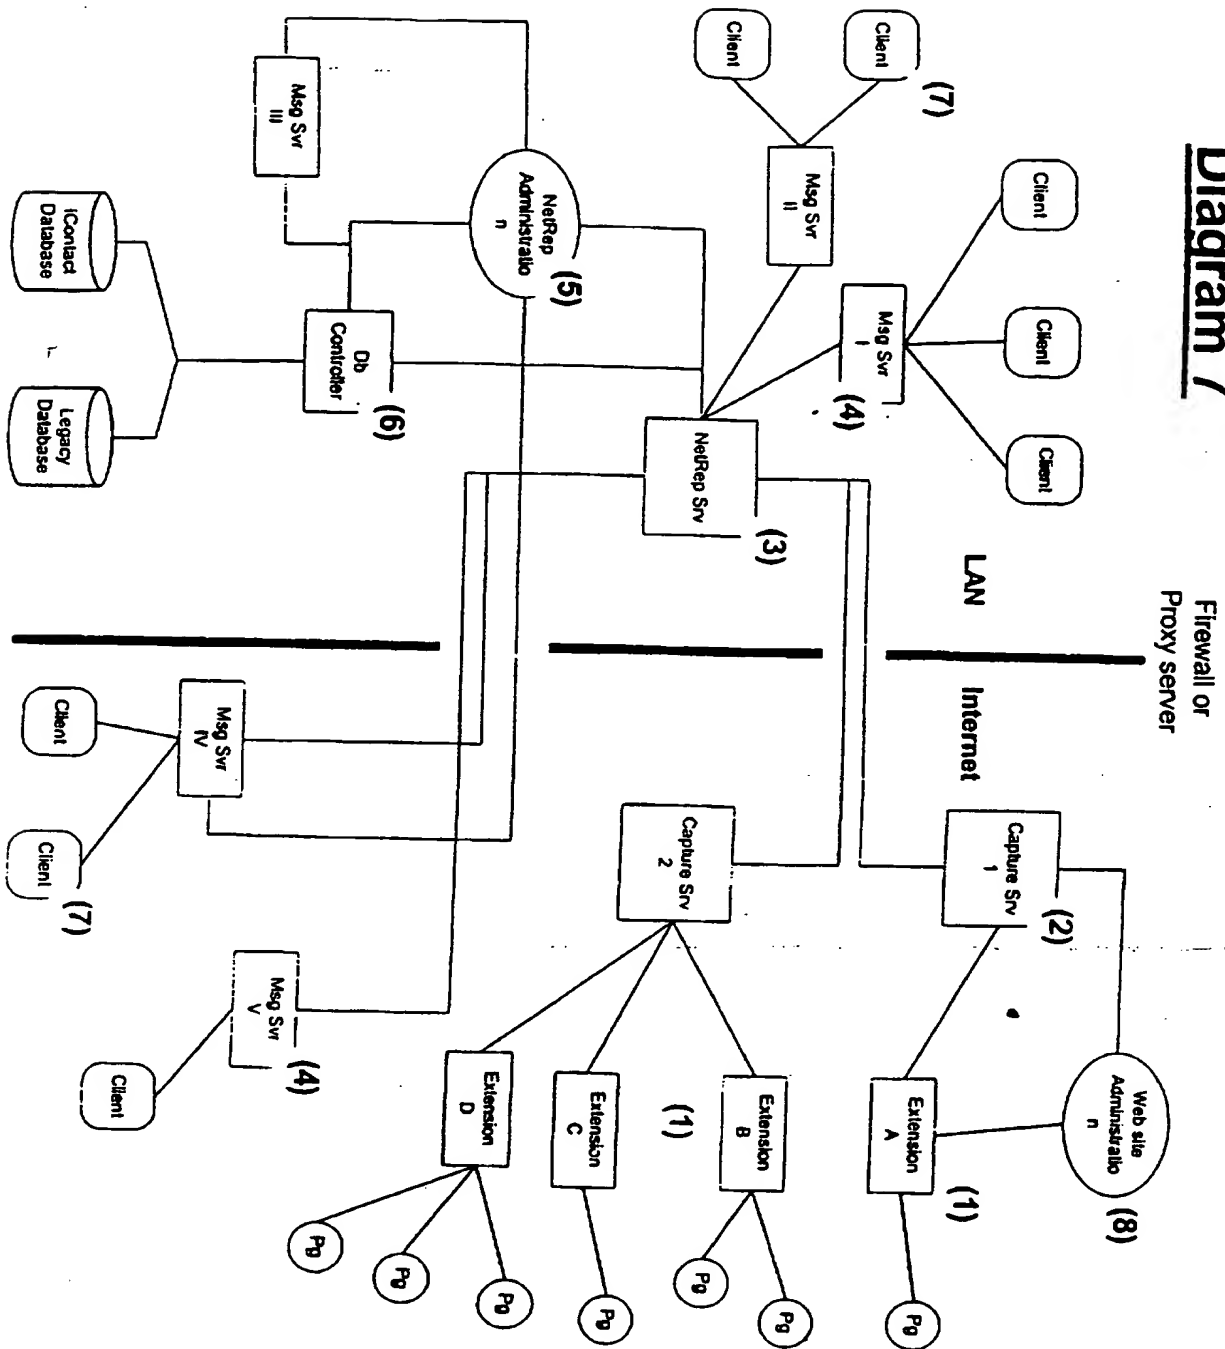 Diagram 7
Firewall or
Proxy server
LAN
Internet
Client
Client
Client
Client
(7)
Client
Msg Svr
I
(4)
Msg Svr
II
Web site
Administratio
n
(8)
Capture Srv
1
(2)
Extension
A
(1)
Pg
NetRep Srv
(3)
Capture Srv
2
Extension
B
(1)
Pg
Pg
Extension
C
Pg
Extension
D
Pg
Pg
Pg
NetRep
Administratio
n
(5)
Msg Svr
III
Db
Controller
(6)
iContact
Database
Legacy
Database
Msg Svr
IV
Client
Client
(7)
Msg Svr
V
(4)
Client